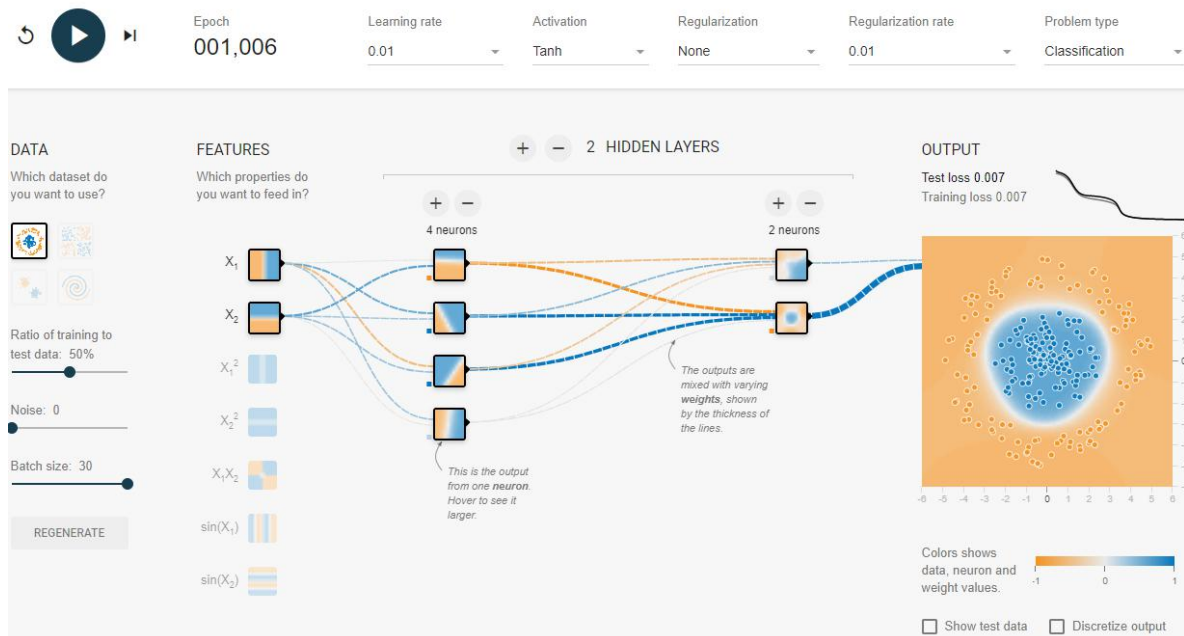 Epoch
001,006
Learning rate
0.01
Activation
Tanh
Regularization
None
Regularization rate
0.01
Problem type
Classification
DATA
Which dataset do
you want to use?
Ratio of training to
test data: 50%
Noise: 0
Batch size: 30
REGENERATE
FEATURES
Which properties do
you want to feed in?
X₁
X₂
X₁²
X₂²
X₁X₂
sin(X₁)
sin(X₂)
+ − 2 HIDDEN LAYERS
+ −
4 neurons
This is the output
from one neuron.
Hover to see it
larger.
+ −
2 neurons
The outputs are
mixed with varying
weights, shown
by the thickness of
the lines.
OUTPUT
Test loss 0.007
Training loss 0.007
-6 -5 -4 -3 -2 -1 0 1 2 3 4 5 6
Colors shows
data, neuron and
weight values.
-1 0 1
Show test data
Discretize output